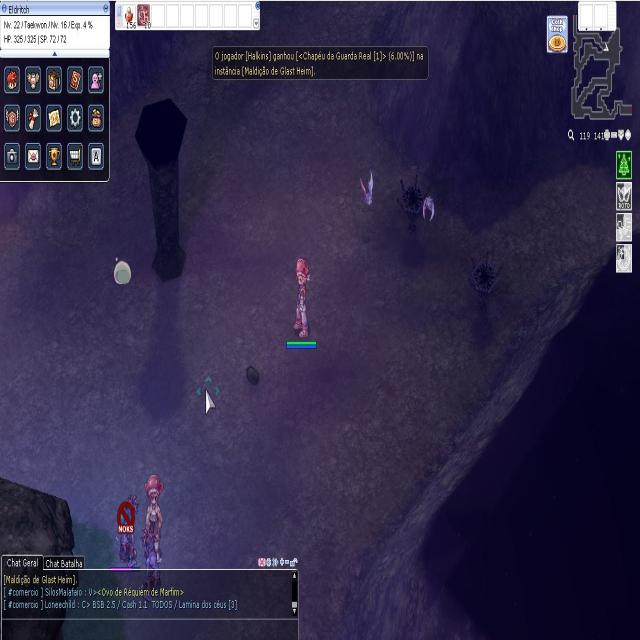 Eldritch
Nv. 22 / Taekwon / Nv. 16 / Exp. 4 %
HP. 325 / 325 | SP. 72 / 72
156
10
O jogador [Halkins] ganhou [<Chapéu da Guarda Real [1]> (6.00%)] na
instância [Maldição de Glast Heim].
119 141
NOKS
Chat Geral
Chat Batalha
[Maldição de Glast Heim].
[ #comercio ] SilosMalafaio : V><Ovo de Réquiem de Marfim>
[ #comercio ] Loneechild : C> BSB 2.5 / Cash 1.1 TODOS / Lamina dos céus [3]